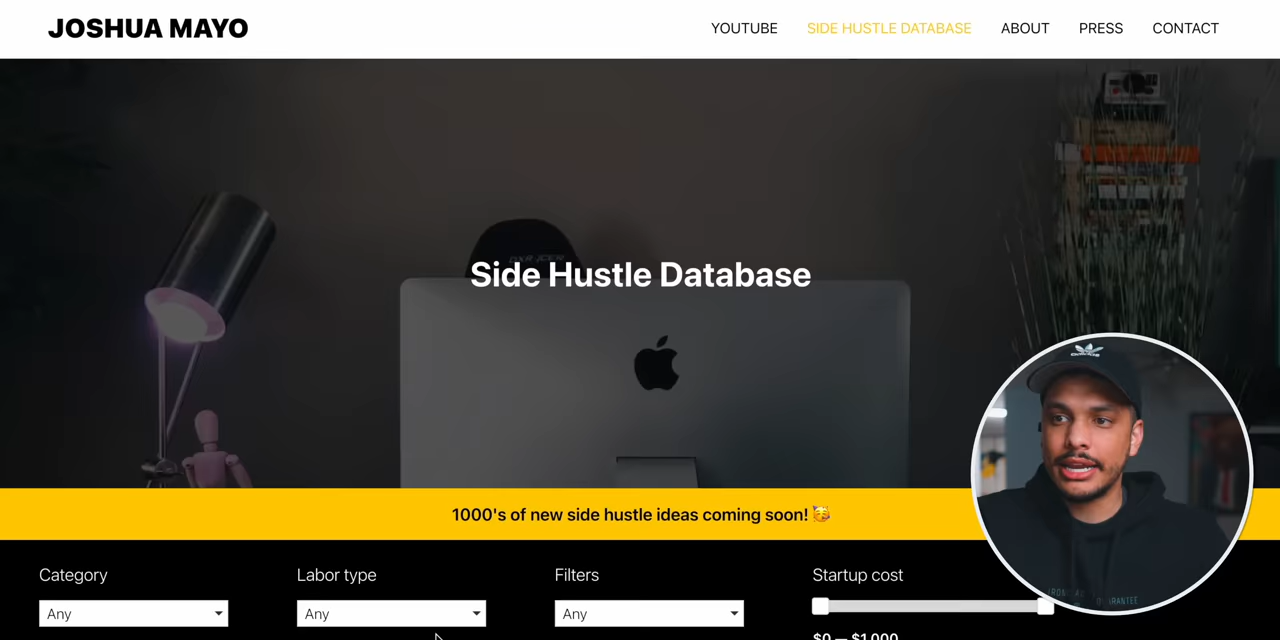 JOSHUA MAYO
YOUTUBE SIDE HUSTLE DATABASE ABOUT PRESS CONTACT
Side Hustle Database
1000's of new side hustle ideas coming soon! 🥳
Category Labor type Filters Startup cost
Any Any Any
$0 — $1,000